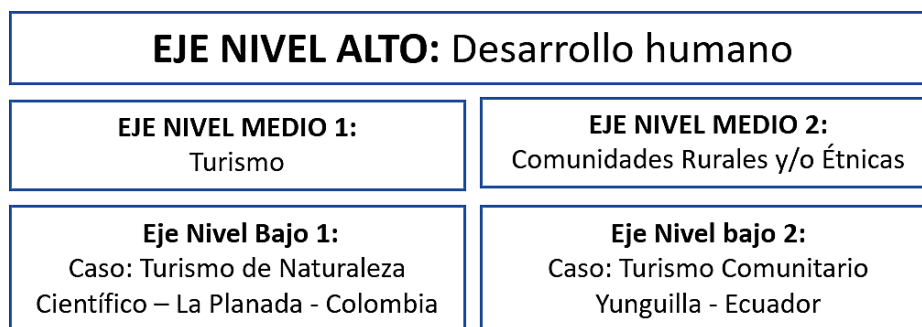 EJE NIVEL ALTO: Desarrollo humano
EJE NIVEL MEDIO 1:
Turismo
EJE NIVEL MEDIO 2:
Comunidades Rurales y/o Étnicas
Eje Nivel Bajo 1:
Caso: Turismo de Naturaleza
Científico – La Planada - Colombia
Eje Nivel bajo 2:
Caso: Turismo Comunitario
Yunguilla - Ecuador